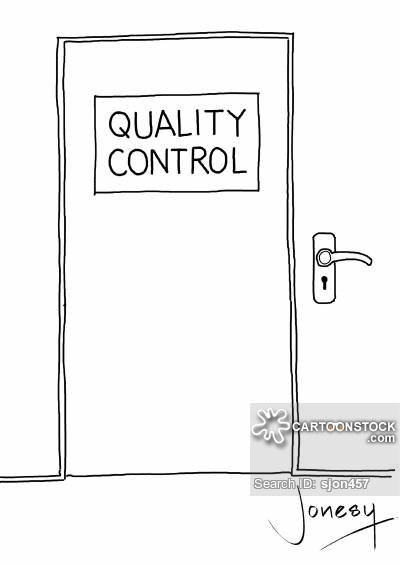 QUALITY
CONTROL
CARTOONSTOCK
.com
Search ID: sjon457
Jonesy